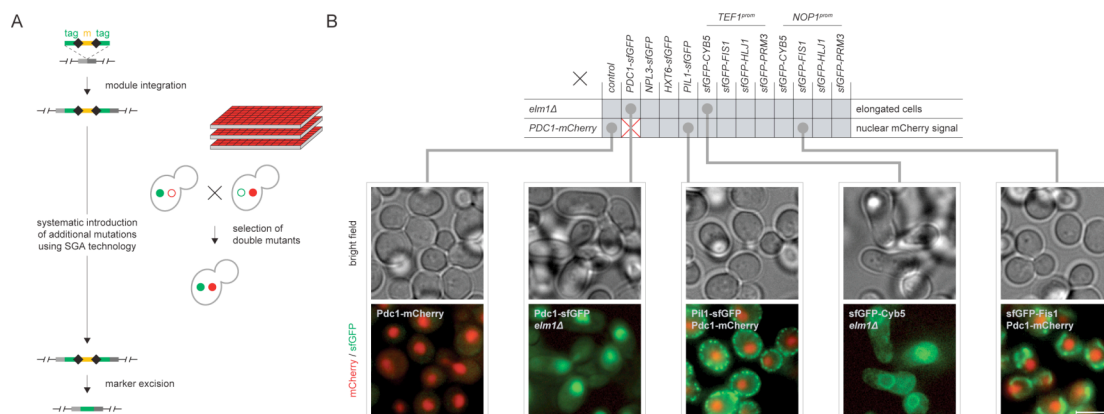 A
tag m tag
module integration
systematic introduction
of additional mutations
using SGA technology
selection of
double mutants
marker excision
B
TEF1prom
NOP1prom
control
PDC1-sfGFP
NPL3-sfGFP
HXT6-sfGFP
PIL1-sfGFP
sfGFP-CYB5
sfGFP-FIS1
sfGFP-HLJ1
sfGFP-PRM3
sfGFP-CYB5
sfGFP-FIS1
sfGFP-HLJ1
sfGFP-PRM3
elm1Δ
elongated cells
PDC1-mCherry
nuclear mCherry signal
bright field
mCherry / sfGFP
Pdc1-mCherry
Pdc1-sfGFP
elm1Δ
Pil1-sfGFP
Pdc1-mCherry
sfGFP-Cyb5
elm1Δ
sfGFP-Fis1
Pdc1-mCherry